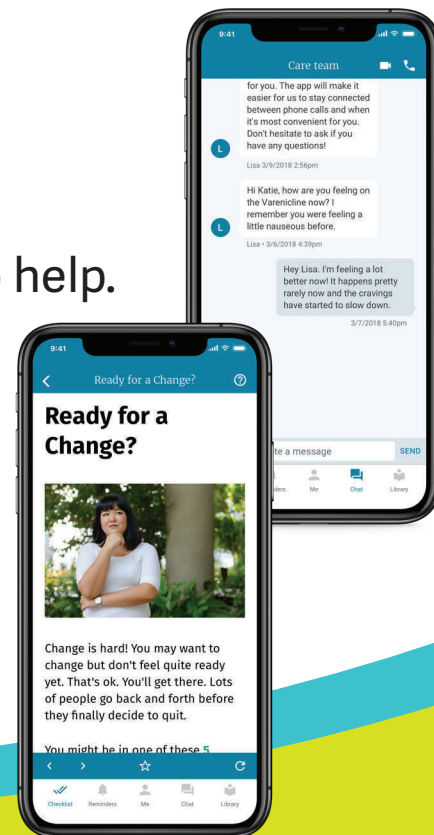 9:41
Care team
for you. The app will make it
easier for us to stay connected
between phone calls and when
it's most convenient for you.
Don't hesitate to ask if you
have any questions!
L
Lisa 3/9/2018 2:56pm
Hi Katie, how are you feelng on
the Varenicline now? I
remember you were feeling a
little nauseous before.
L
Lisa • 3/6/2018 4:39pm
Hey Lisa. I'm feeling a lot
better now! It happens pretty
rarely now and the cravings
have started to slow down.
3/7/2018 5:40pm
a message
SEND
Me
Chat
Library
help.
9:41
Ready for a Change?
Ready for a
Change?
Change is hard! You may want to
change but don't feel quite ready
yet. That's ok. You'll get there. Lots
of people go back and forth before
they finally decide to quit.
You might be in one of these 5
Checklist
Reminders
Me
Chat
Library